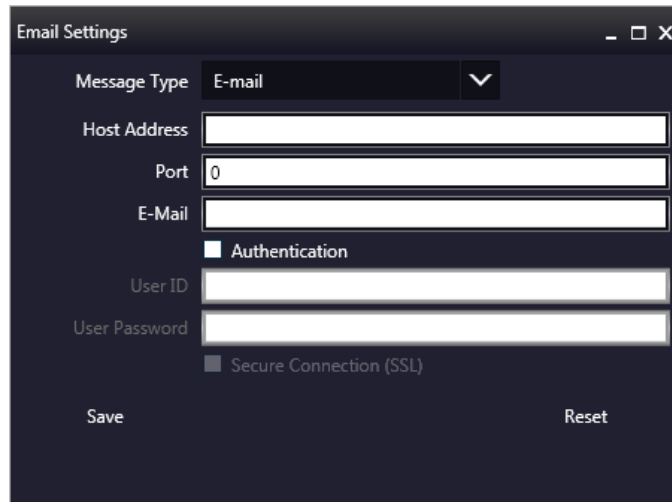 Email Settings
Message Type E-mail
Host Address
Port 0
E-Mail
Authentication
User ID
User Password
Secure Connection (SSL)
Save Reset